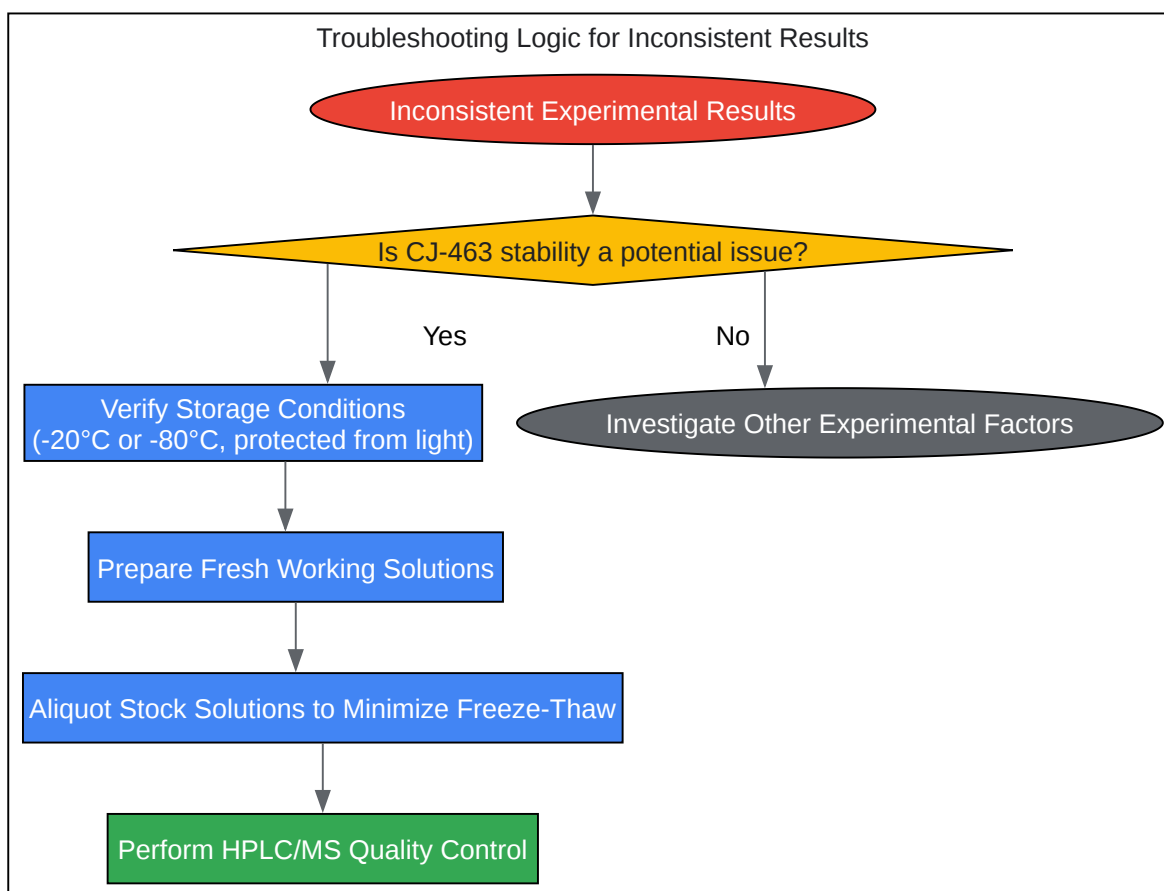 Troubleshooting Logic for Inconsistent Results
Inconsistent Experimental Results
Is CJ-463 stability a potential issue?
Yes
No
Verify Storage Conditions
(-20°C or -80°C, protected from light)
Investigate Other Experimental Factors
Prepare Fresh Working Solutions
Aliquot Stock Solutions to Minimize Freeze-Thaw
Perform HPLC/MS Quality Control